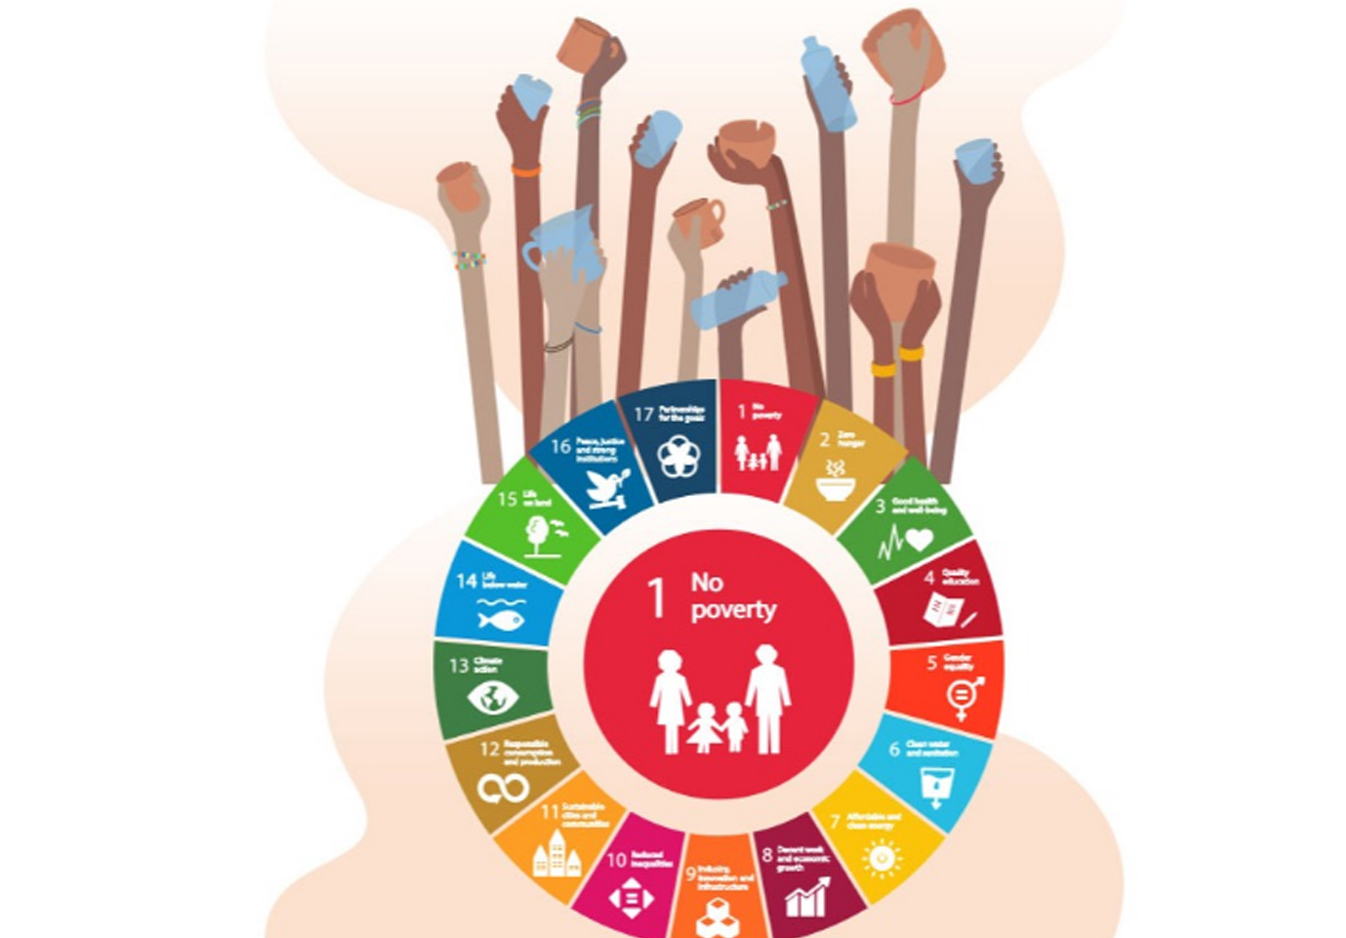 17 Partnerships
for the goals
1 No
poverty
2 Zero
hunger
3 Good health
and well-being
4 Quality
education
5 Gender
equality
6 Clean water
and sanitation
7 Affordable and
clean energy
8 Decent work
and economic
growth
9 Industry,
innovation and
infrastructure
10 Reduced
inequalities
11 Sustainable
cities and
communities
12 Responsible
consumption
and production
13 Climate
action
14 Life
below water
15 Life
on land
16 Peace, justice
and strong
institutions
1 No
poverty